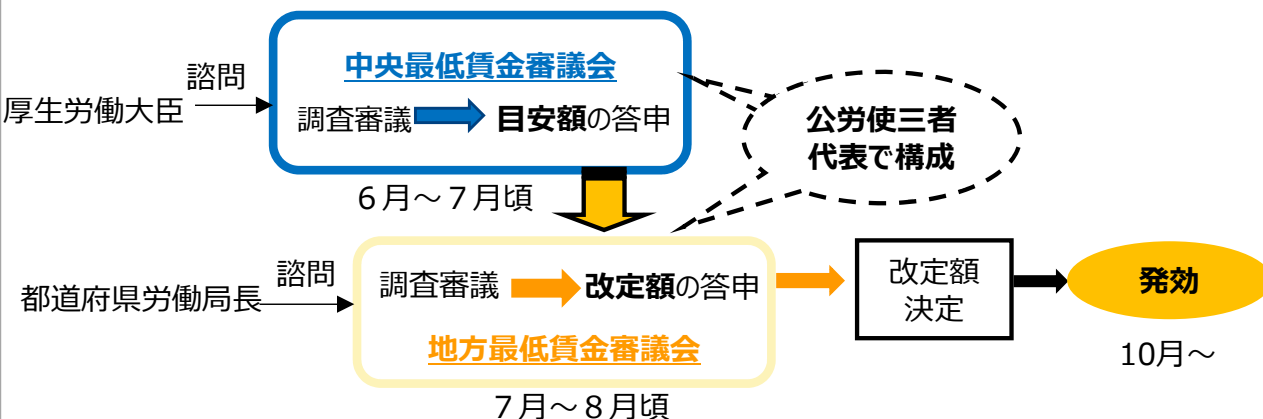 中央最低賃金審議会
諮問
厚生労働大臣
調査審議
目安額の答申
公労使三者
代表で構成
6月～7月頃
諮問
都道府県労働局長
調査審議
改定額の答申
地方最低賃金審議会
7月～8月頃
改定額
決定
発効
10月～